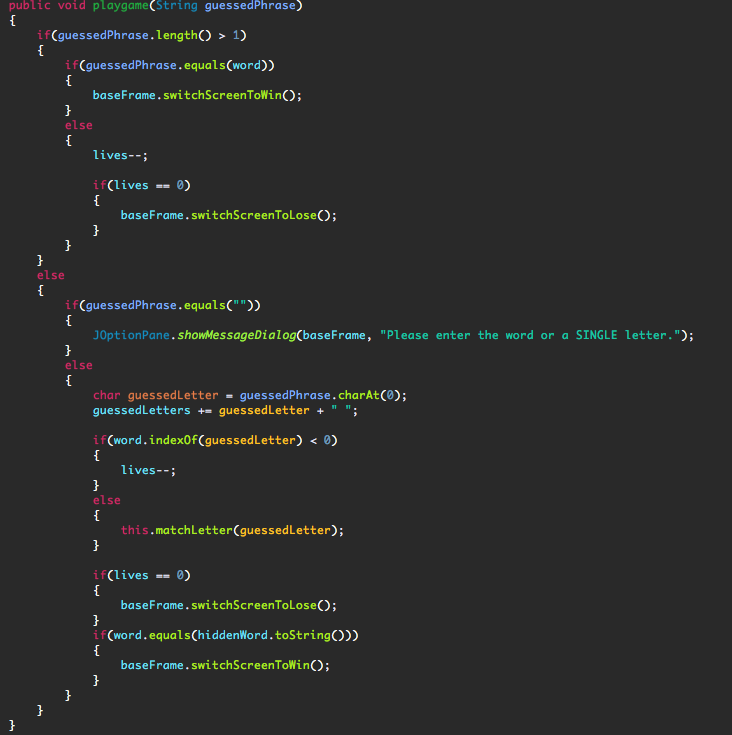 public void playgame(String guessedPhrase)
{
    if(guessedPhrase.length() > 1)
    {
        if(guessedPhrase.equals(word))
        {
            baseFrame.switchScreenToWin();
        }
        else
        {
            lives--;

            if(lives == 0)
            {
                baseFrame.switchScreenToLose();
            }
        }
    }
    else
    {
        if(guessedPhrase.equals(""))
        {
            JOptionPane.showMessageDialog(baseFrame, "Please enter the word or a SINGLE letter.");
        }
        else
        {
            char guessedLetter = guessedPhrase.charAt(0);
            guessedLetters += guessedLetter + " ";

            if(word.indexOf(guessedLetter) < 0)
            {
                lives--;
            }
            else
            {
                this.matchLetter(guessedLetter);
            }

            if(lives == 0)
            {
                baseFrame.switchScreenToLose();
            }
            if(word.equals(hiddenWord.toString()))
            {
                baseFrame.switchScreenToWin();
            }
        }
    }
}